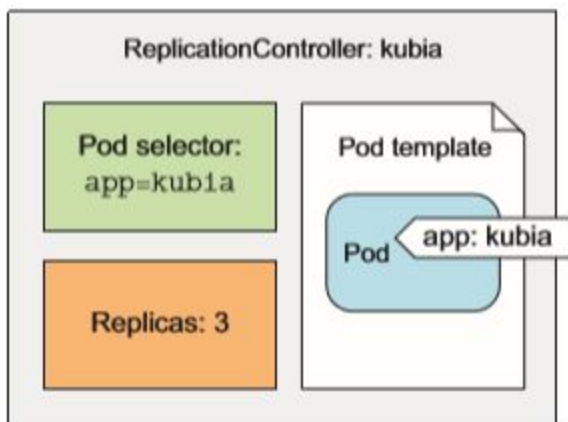 ReplicationController: kubia
Pod selector:
app=kubia
Replicas: 3
Pod template
Pod
app: kubia